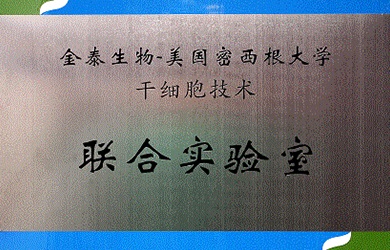 金泰生物-美国密西根大学
干细胞技术
联合实验室